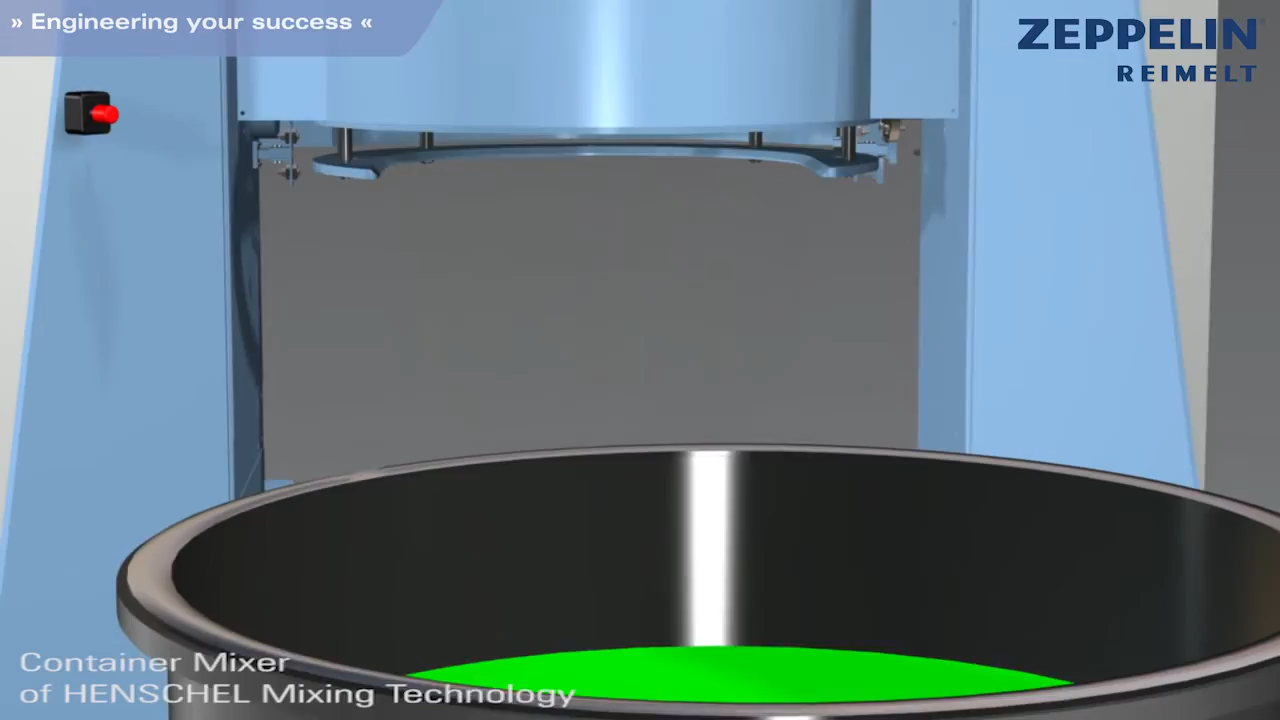 » Engineering your success «
ZEPPELIN
REIMELT
Container Mixer
of HENSCHEL Mixing Technology